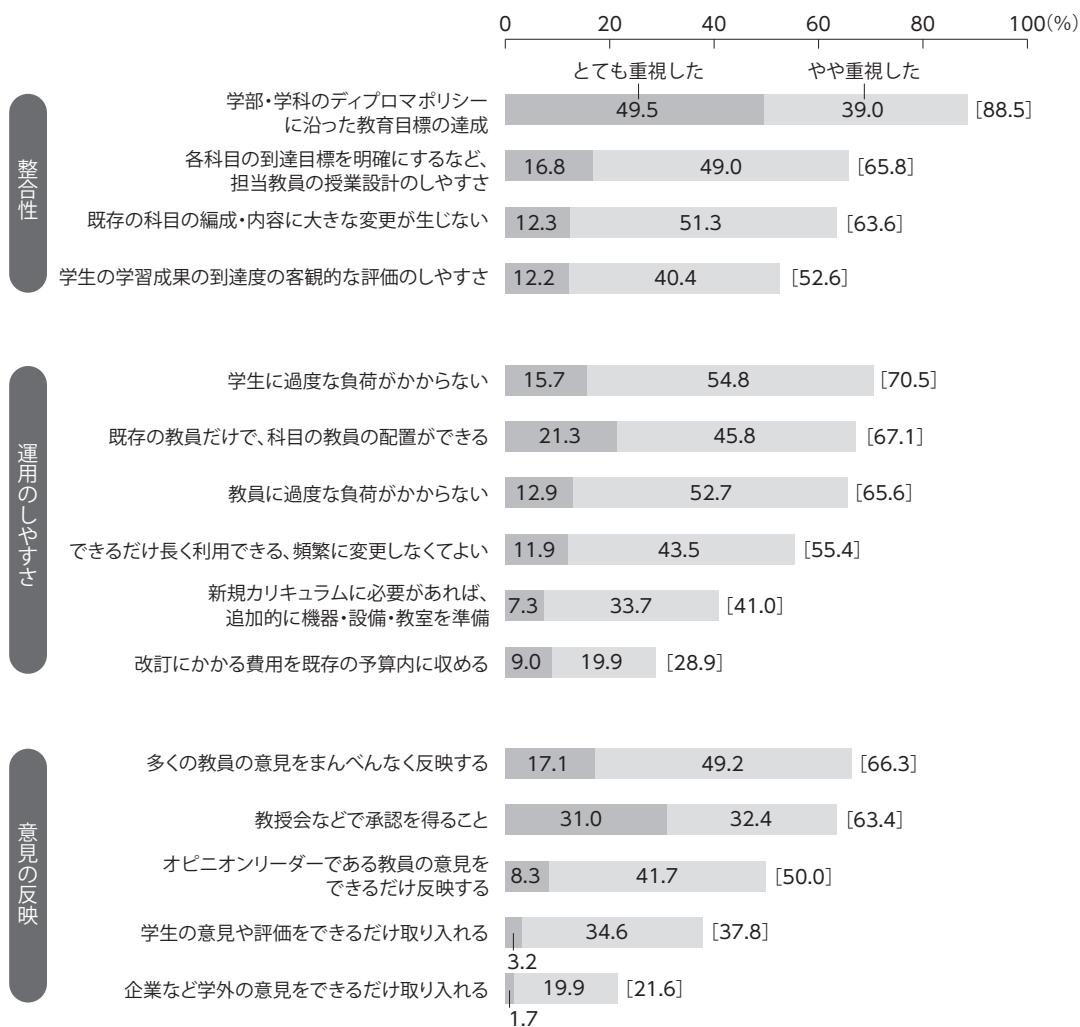 0 20 40 60 80 100(%)
とても重視した やや重視した
整合性
学部・学科のディプロマポリシー
に沿った教育目標の達成
49.5 39.0 [88.5]
各科目の到達目標を明確にするなど、
担当教員の授業設計のしやすさ
16.8 49.0 [65.8]
既存の科目の編成・内容に大きな変更が生じない 12.3 51.3 [63.6]
学生の学習成果の到達度の客観的な評価のしやすさ 12.2 40.4 [52.6]
運用のしやすさ
学生に過度な負荷がかからない 15.7 54.8 [70.5]
既存の教員だけで、科目の教員の配置ができる 21.3 45.8 [67.1]
教員に過度な負荷がかからない 12.9 52.7 [65.6]
できるだけ長く利用できる、頻繁に変更しなくてよい 11.9 43.5 [55.4]
新規カリキュラムに必要があれば、
追加的に機器・設備・教室を準備
7.3 33.7 [41.0]
改訂にかかる費用を既存の予算内に収める 9.0 19.9 [28.9]
意見の反映
多くの教員の意見をまんべんなく反映する 17.1 49.2 [66.3]
教授会などで承認を得ること 31.0 32.4 [63.4]
オピニオンリーダーである教員の意見を
できるだけ反映する
8.3 41.7 [50.0]
学生の意見や評価をできるだけ取り入れる 34.6 [37.8]
3.2
企業など学外の意見をできるだけ取り入れる 19.9 [21.6]
1.7